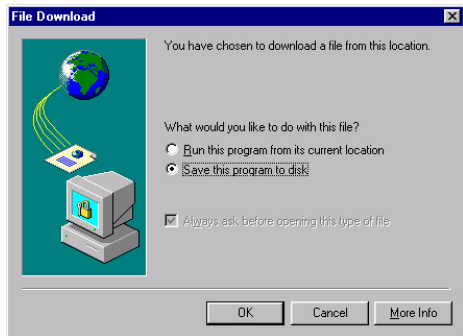 File Download
You have chosen to download a file from this location.
What would you like to do with this file?
Run this program from its current location
Save this program to disk
Always ask before opening this type of file
OK Cancel More Info